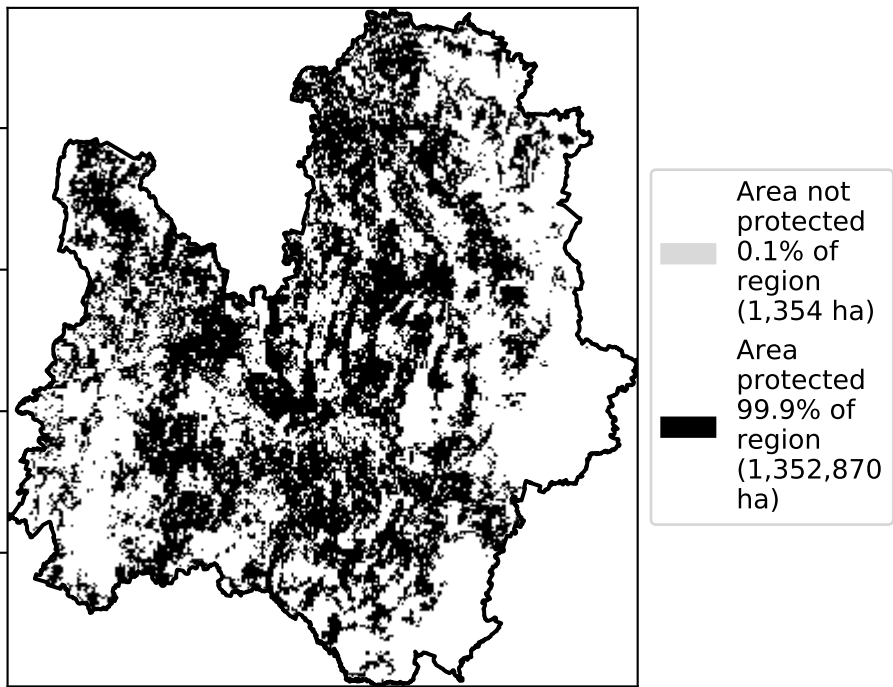 Area not
protected
0.1% of
region
(1,354 ha)
Area
protected
99.9% of
region
(1,352,870
ha)